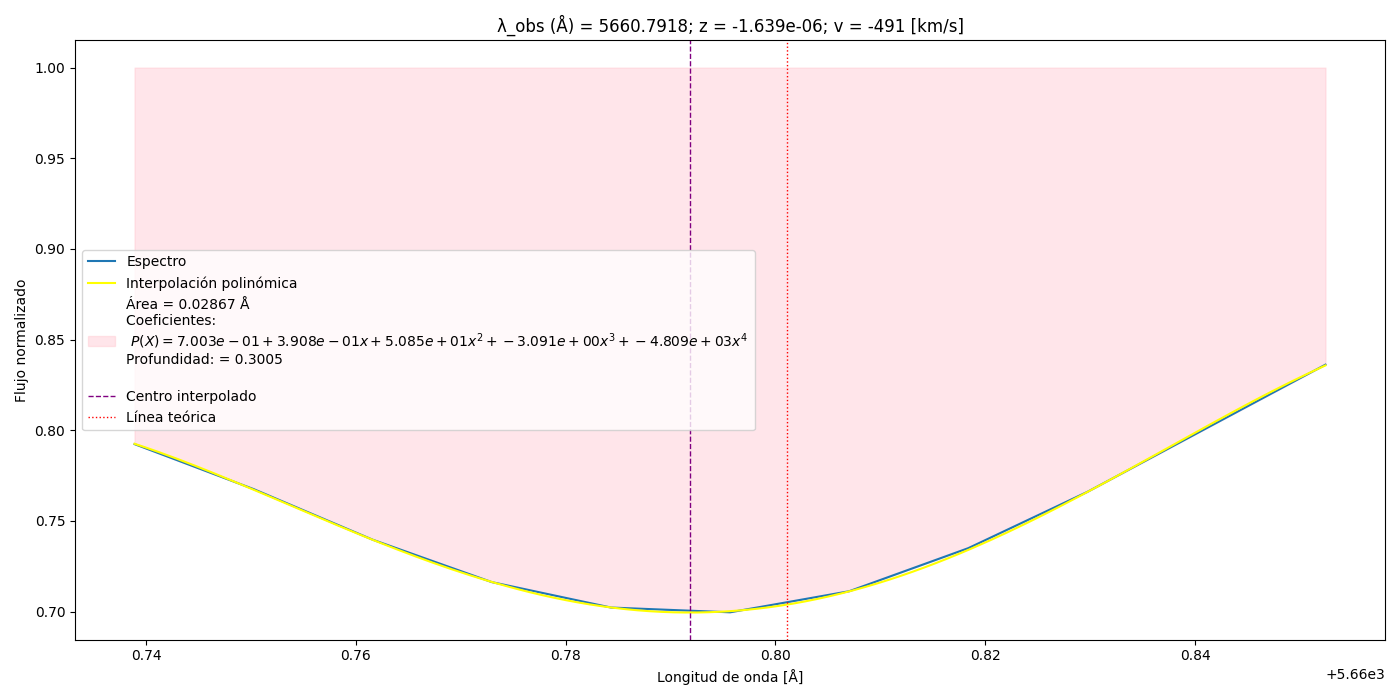 λ_obs (Å) = 5660.7918; z = -1.639e-06; v = -491 [km/s]
Flujo normalizado
1.00
0.95
0.90
0.85
0.80
0.75
0.70
Espectro
Interpolación polinómica
Área = 0.02867 Å
Coeficientes:
P(X) = 7.003e − 01 + 3.908e − 01x + 5.085e + 01x² + −3.091e + 00x³ + −4.809e + 03x⁴
Profundidad: = 0.3005
Centro interpolado
Línea teórica
0.74 0.76 0.78 0.80 0.82 0.84
+5.66e3
Longitud de onda [Å]